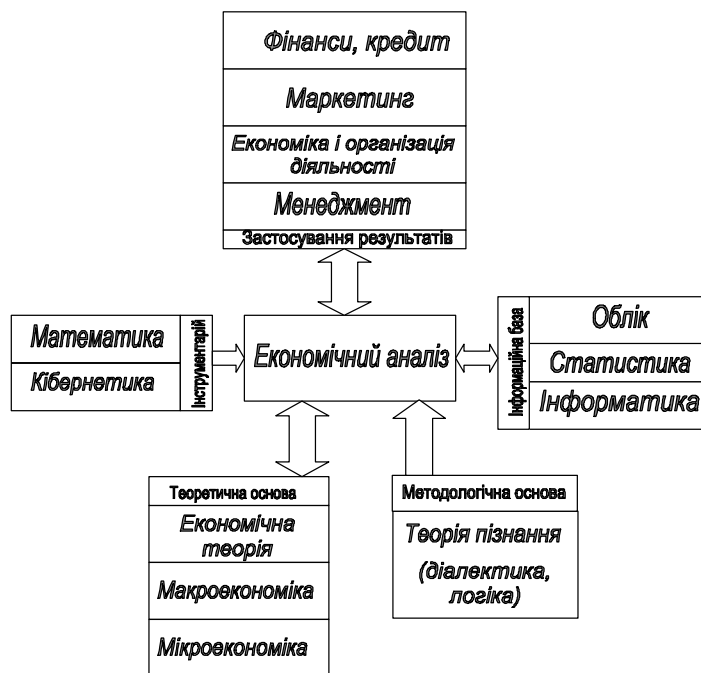 Фінанси, кредит
Маркетинг
Економіка і організація
діяльності
Менеджмент
Застосування результатів
Математика
Кібернетика
Інструментарій
Економічний аналіз
Інформаційна база
Облік
Статистика
Інформатика
Теоретична основа
Економічна
теорія
Макроекономіка
Мікроекономіка
Методологічна основа
Теорія пізнання
(діалектика,
логіка)